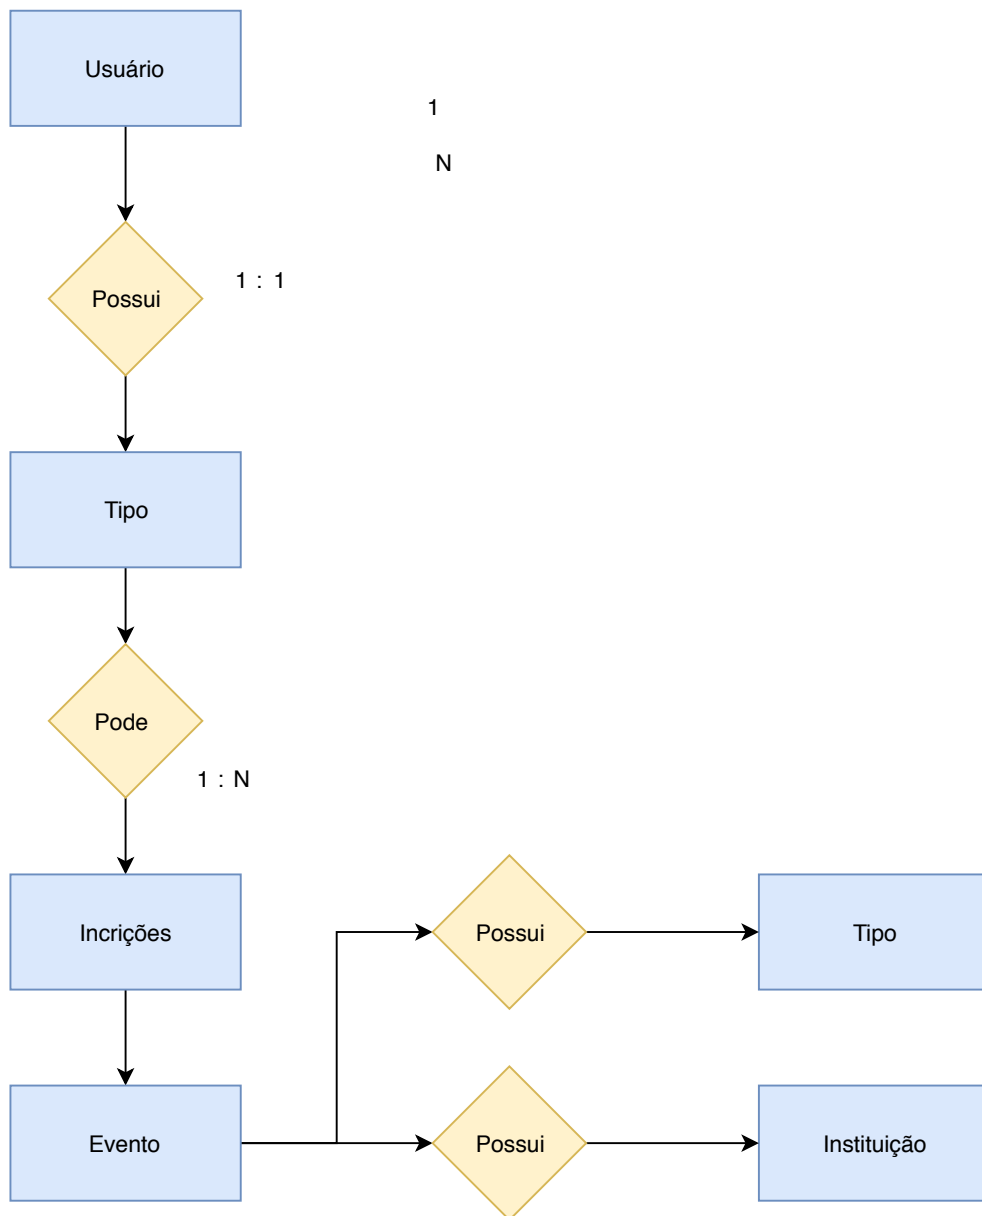 Usuário
1
N
Possui
1 : 1
Tipo
Pode
1 : N
Incrições
Possui
Tipo
Evento
Possui
Instituição